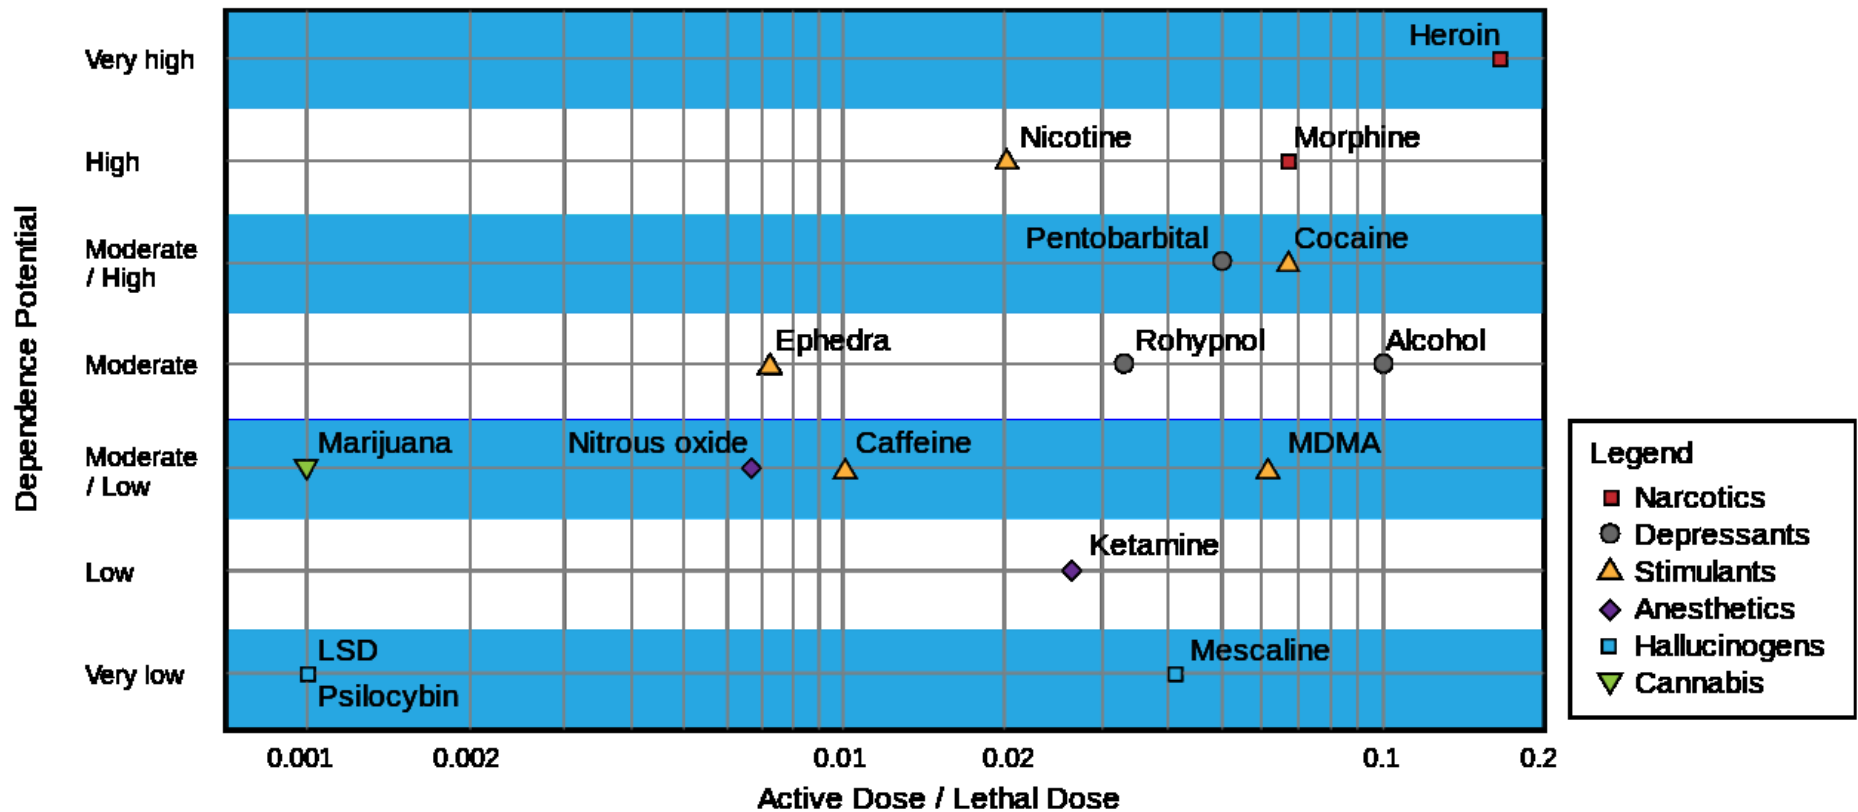 Heroin
Very high
Nicotine
Morphine
High
Pentobarbital
Cocaine
Moderate
/ High
Ephedra
Rohypnol
Alcohol
Moderate
Marijuana
Nitrous oxide
Caffeine
MDMA
Moderate
/ Low
Ketamine
Low
LSD
Psilocybin
Mescaline
Very low
Dependence Potential
0.001
0.002
0.01
0.02
0.1
0.2
Active Dose / Lethal Dose
Legend
Narcotics
Depressants
Stimulants
Anesthetics
Hallucinogens
Cannabis